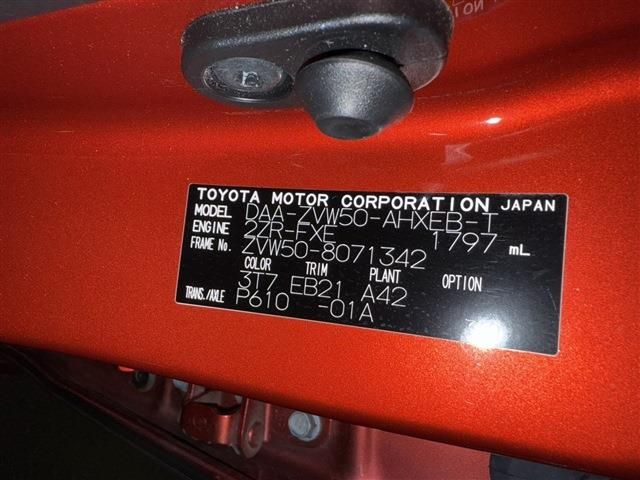 TOYOTA MOTOR CORPORATION JAPAN
MODEL DAA-ZVW50-AHXEB-T
ENGINE 2ZR-FXE 1797 mL
FRAME No. ZVW50-8071342
COLOR TRIM PLANT OPTION
3T7 EB21 A42
TRANS./AXLE P610 -01A